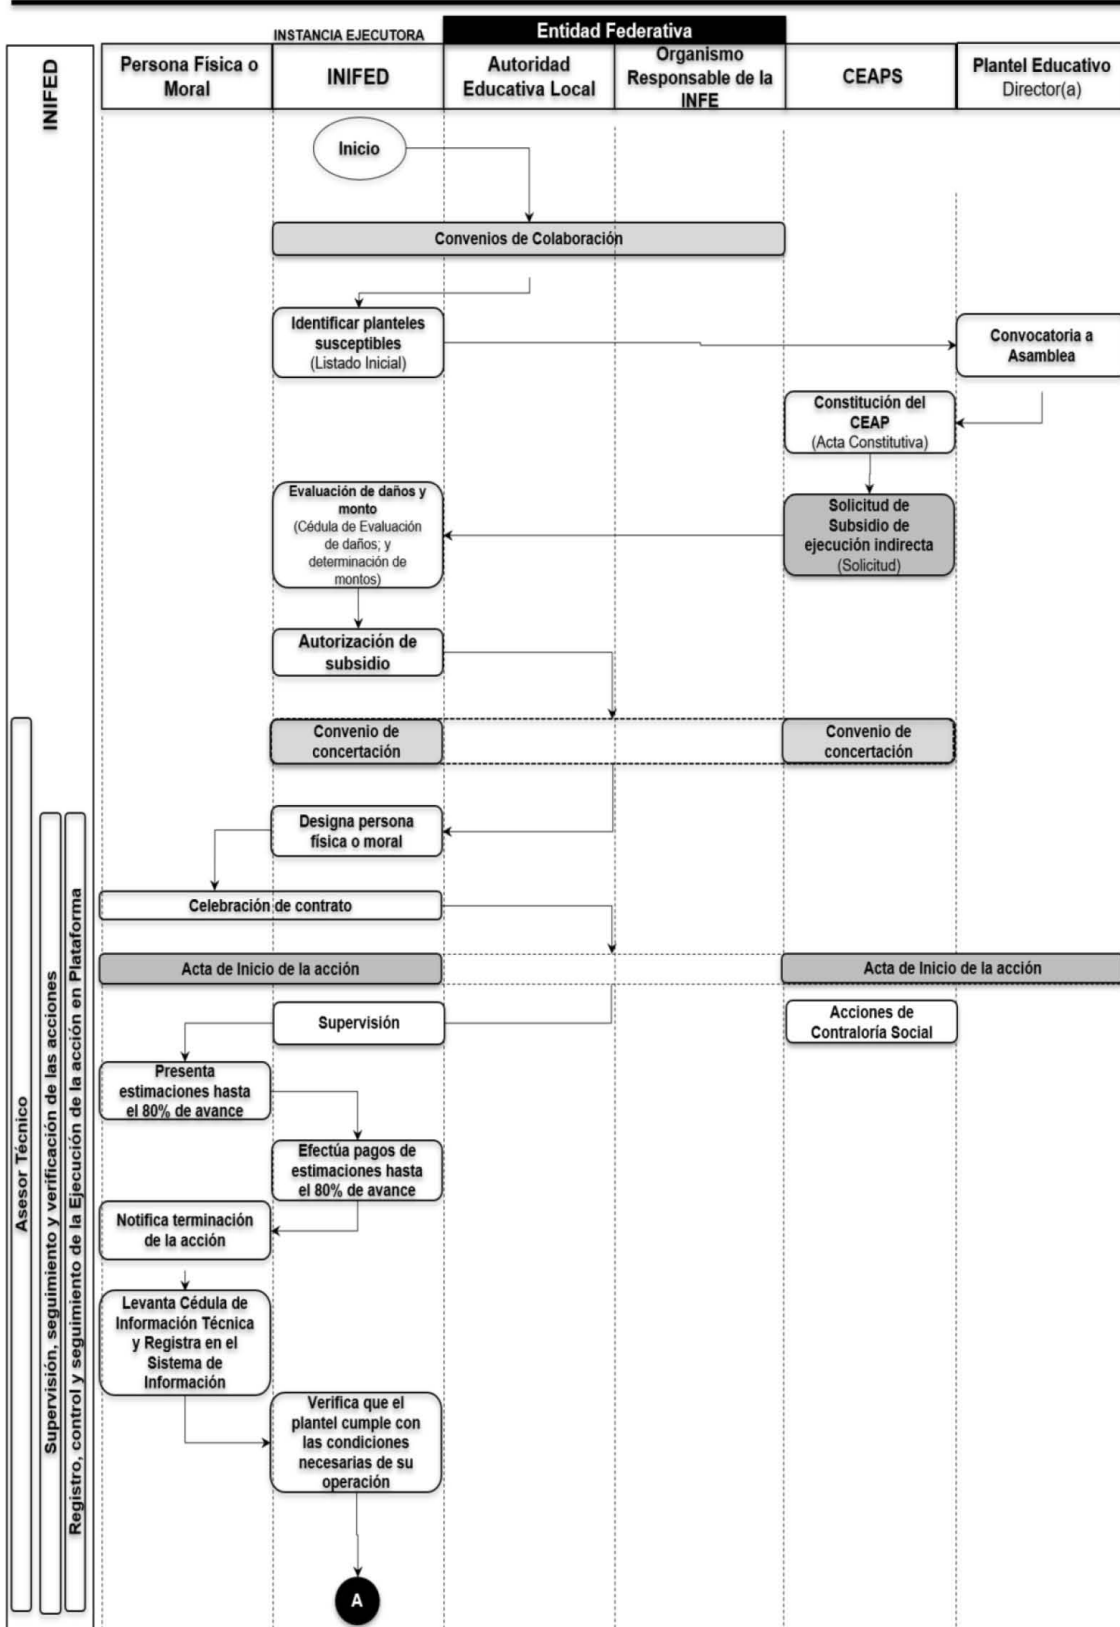 INSTANCIA EJECUTORA
Entidad Federativa
INIFED
Persona Física o
Moral
INIFED
Autoridad
Educativa Local
Organismo
Responsable de la
INFE
CEAPS
Plantel Educativo
Director(a)
Inicio
Convenios de Colaboración
Identificar planteles
susceptibles
(Listado Inicial)
Convocatoria a
Asamblea
Constitución del
CEAP
(Acta Constitutiva)
Evaluación de daños y
monto
(Cédula de Evaluación
de daños; y
determinación de
montos)
Solicitud de
Subsidio de
ejecución indirecta
(Solicitud)
Autorización de
subsidio
Convenio de
concertación
Convenio de
concertación
Designa persona
física o moral
Celebración de contrato
Acta de Inicio de la acción
Acta de Inicio de la acción
Supervisión
Acciones de
Contraloría Social
Presenta
estimaciones hasta
el 80% de avance
Efectúa pagos de
estimaciones hasta
el 80% de avance
Notifica terminación
de la acción
Levanta Cédula de
Información Técnica
y Registra en el
Sistema de
Información
Verifica que el
plantel cumple con
las condiciones
necesarias de su
operación
A
Asesor Técnico
Supervisión, seguimiento y verificación de las acciones
Registro, control y seguimiento de la Ejecución de la acción en Plataforma